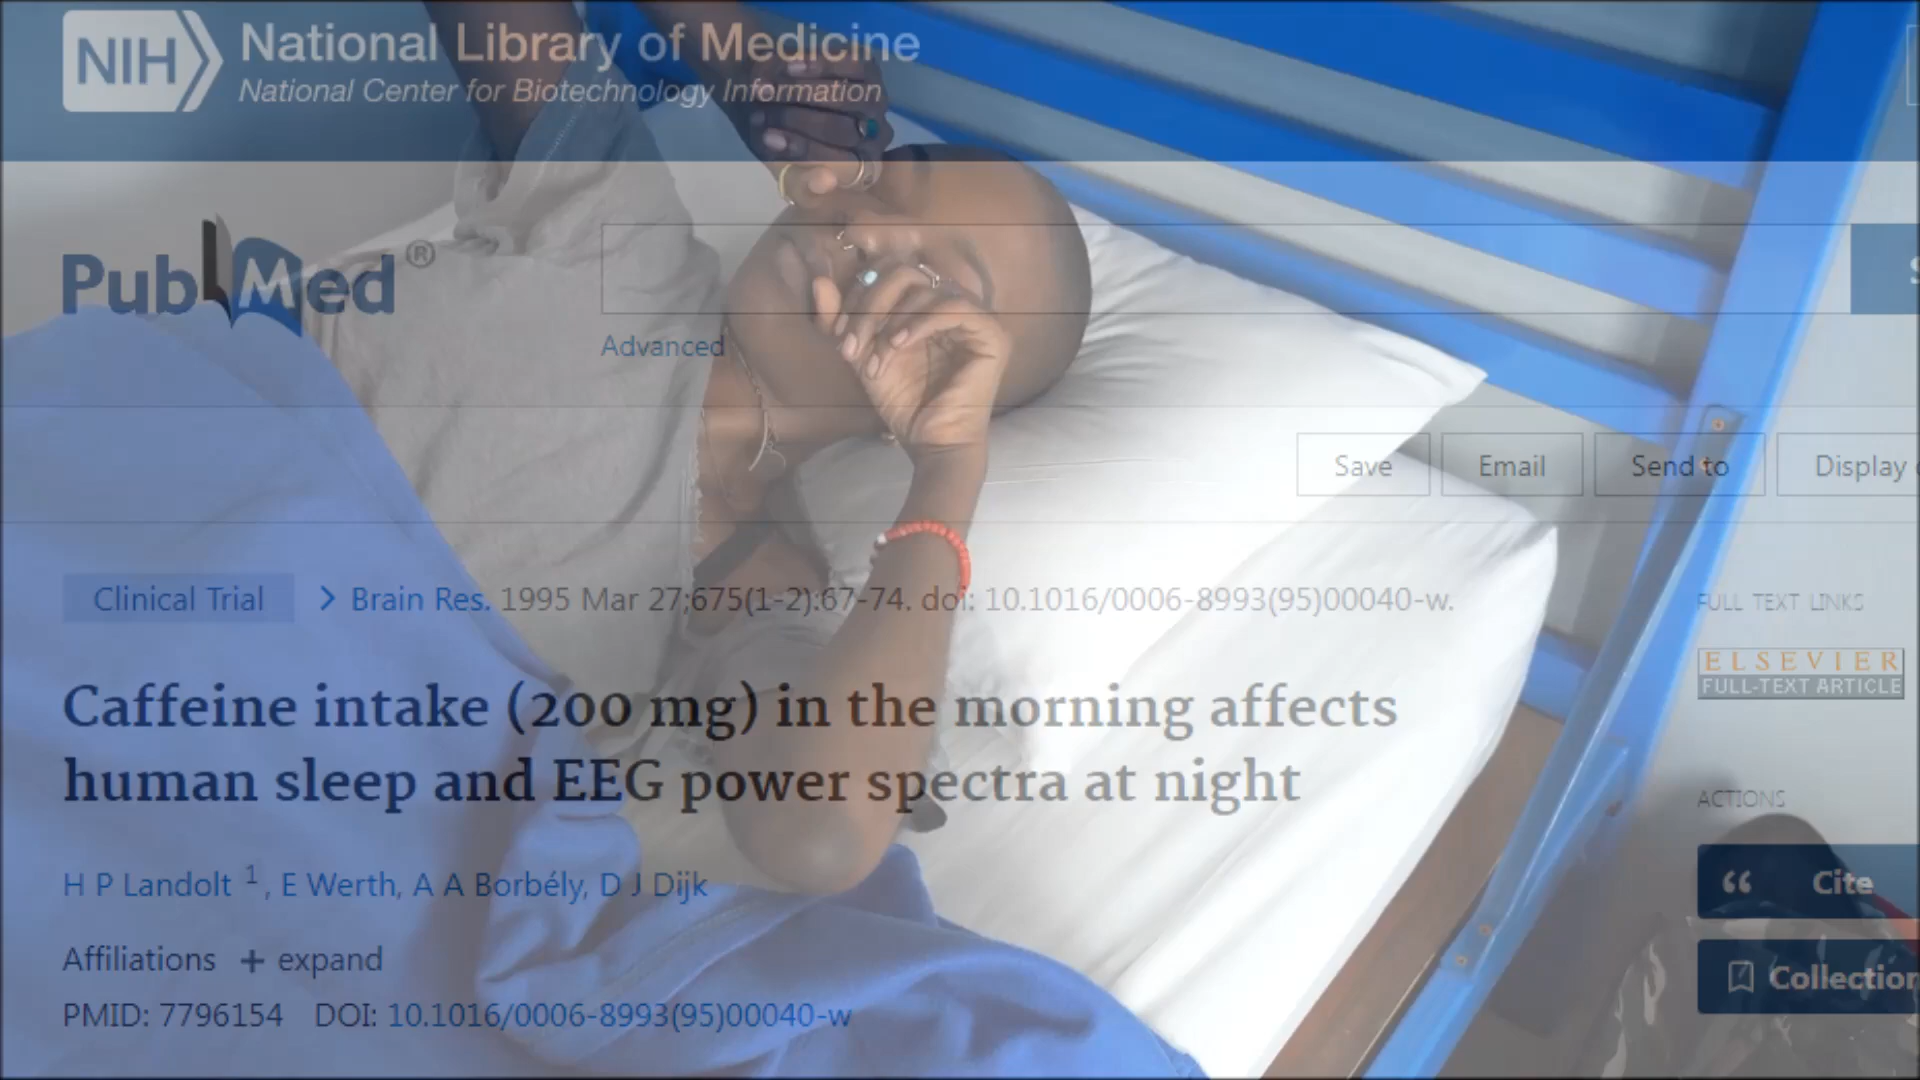 NIH National Library of Medicine
National Center for Biotechnology Information
PubMed®
Advanced
Save Email Send to Display
Clinical Trial > Brain Res. 1995 Mar 27;675(1-2):67-74. doi: 10.1016/0006-8993(95)00040-w.
FULL TEXT LINKS
ELSEVIER
FULL-TEXT ARTICLE
Caffeine intake (200 mg) in the morning affects
human sleep and EEG power spectra at night
ACTIONS
H P Landolt 1, E Werth, A A Borbély, D J Dijk
Cite
Affiliations + expand
Collection
PMID: 7796154 DOI: 10.1016/0006-8993(95)00040-w